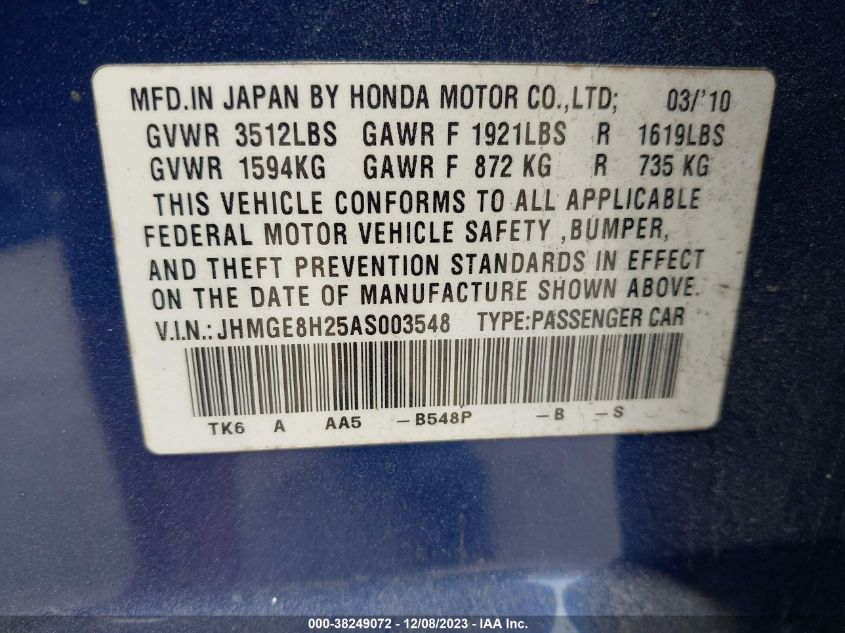 MFD.IN JAPAN BY HONDA MOTOR CO.,LTD; 03/'10
GVWR 3512LBS GAWR F 1921LBS R 1619LBS
GVWR 1594KG GAWR F 872 KG R 735 KG
THIS VEHICLE CONFORMS TO ALL APPLICABLE
FEDERAL MOTOR VEHICLE SAFETY ,BUMPER,
AND THEFT PREVENTION STANDARDS IN EFFECT
ON THE DATE OF MANUFACTURE SHOWN ABOVE.
V.I.N.: JHMGE8H25AS003548 TYPE:PASSENGER CAR
TK6 A AA5 -B548P -B -S
000-38249072 - 12/08/2023 - IAA Inc.